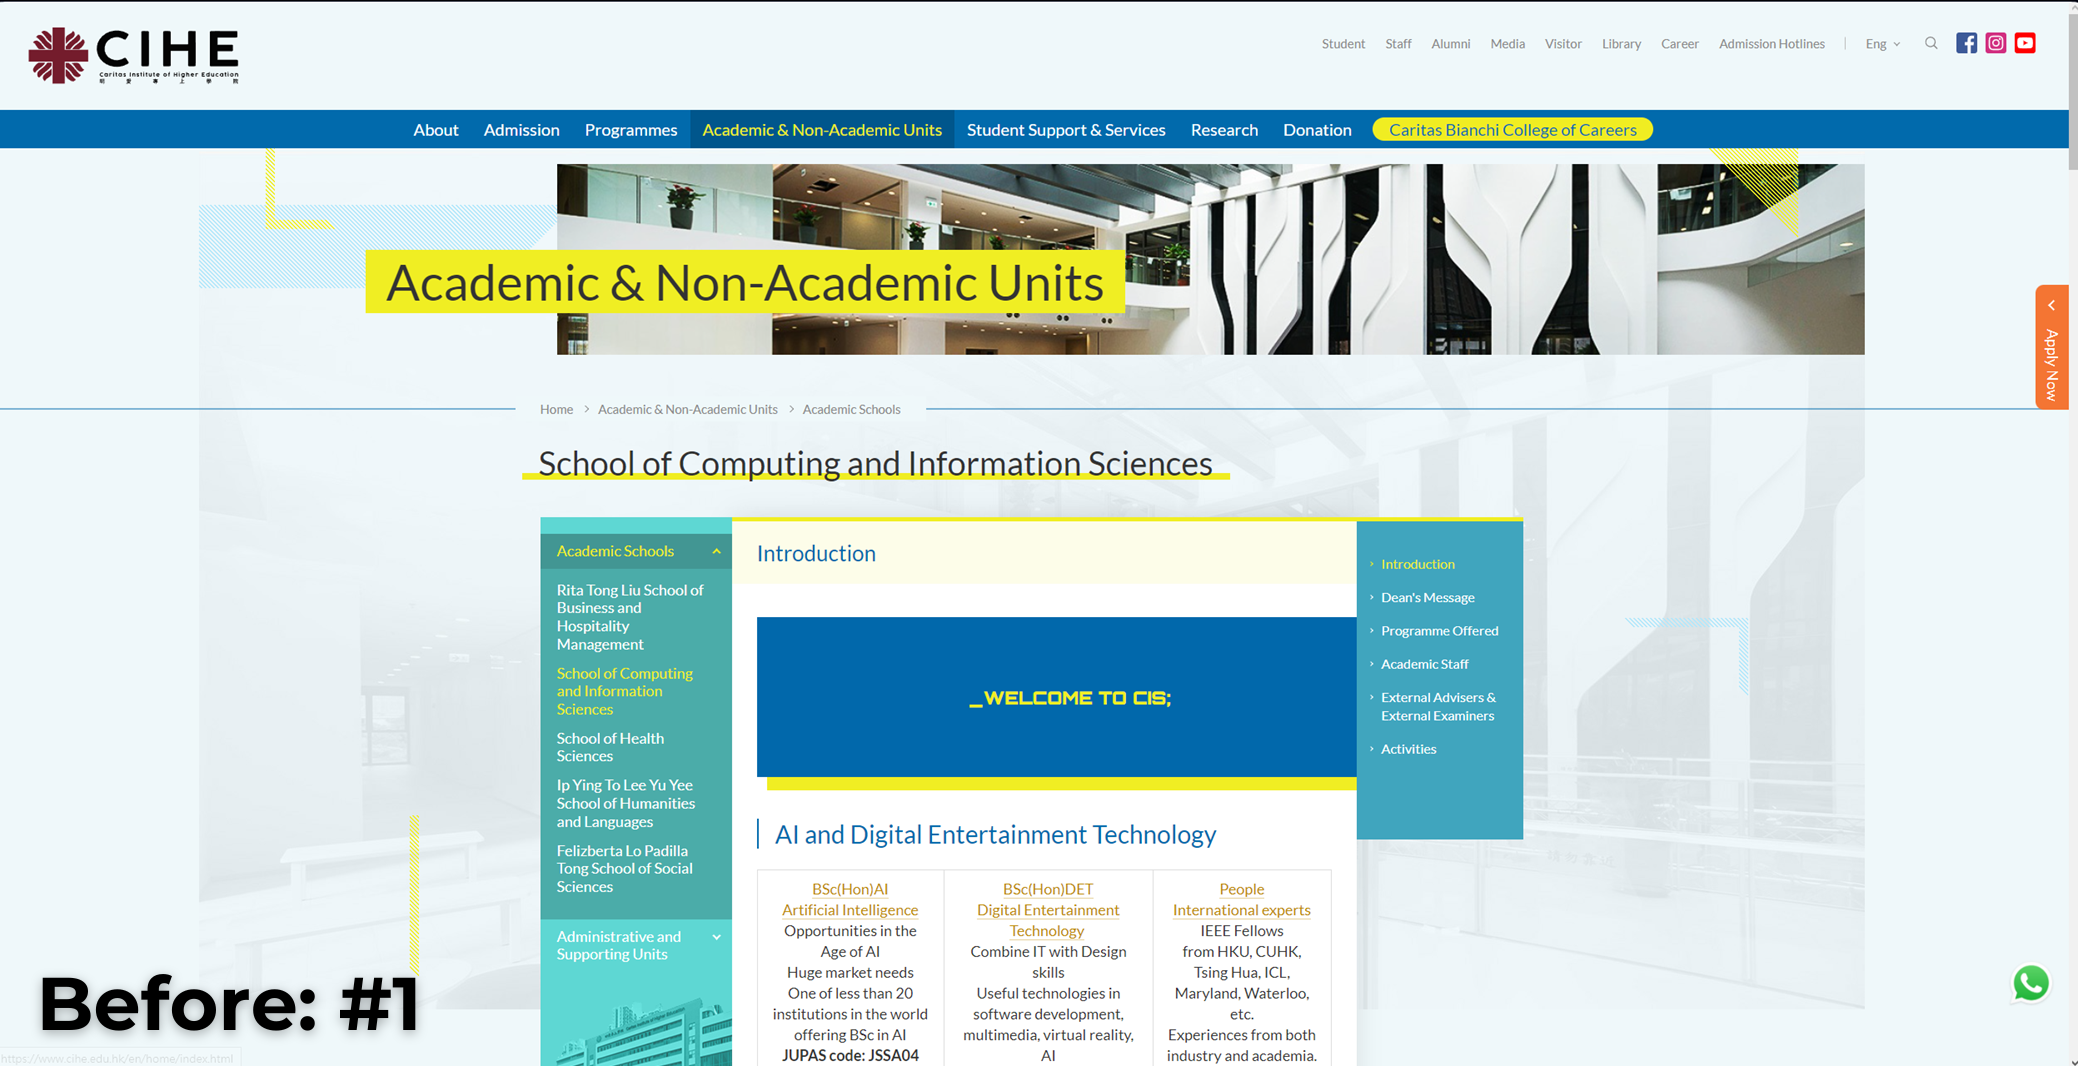 CIHE
Caritas Institute of Higher Education
明愛專上學院
Student
Staff
Alumni
Media
Visitor
Library
Career
Admission Hotlines
Eng
About
Admission
Programmes
Academic & Non-Academic Units
Student Support & Services
Research
Donation
Caritas Bianchi College of Careers
Academic & Non-Academic Units
Apply Now
Home
Academic & Non-Academic Units
Academic Schools
School of Computing and Information Sciences
Academic Schools
Rita Tong Liu School of
Business and
Hospitality
Management
School of Computing
and Information
Sciences
School of Health
Sciences
Ip Ying To Lee Yu Yee
School of Humanities
and Languages
Felizberta Lo Padilla
Tong School of Social
Sciences
Administrative and
Supporting Units
Introduction
_WELCOME TO CIS;
AI and Digital Entertainment Technology
BSc(Hon)AI
Artificial Intelligence
Opportunities in the
Age of AI
Huge market needs
One of less than 20
institutions in the world
offering BSc in AI
JUPAS code: JSSA04
BSc(Hon)DET
Digital Entertainment
Technology
Combine IT with Design
skills
Useful technologies in
software development,
multimedia, virtual reality,
AI
People
International experts
IEEE Fellows
from HKU, CUHK,
Tsing Hua, ICL,
Maryland, Waterloo,
etc.
Experiences from both
industry and academia.
Introduction
Dean's Message
Programme Offered
Academic Staff
External Advisers &
External Examiners
Activities
Before: #1
https://www.cihe.edu.hk/en/home/index.html